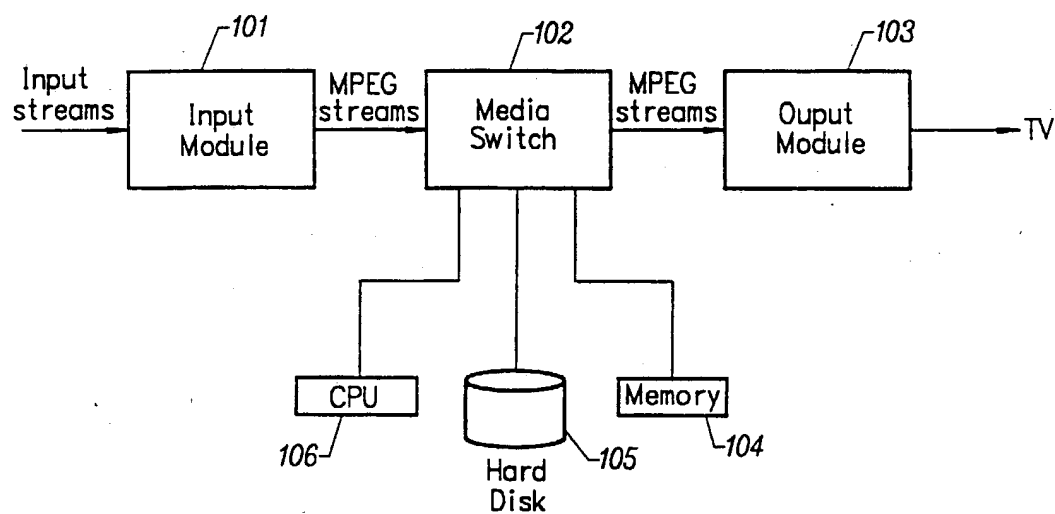 101
102
103
Input
streams
Input
Module
MPEG
streams
Media
Switch
MPEG
streams
Ouput
Module
TV
CPU
106
Hard
Disk
105
Memory
104